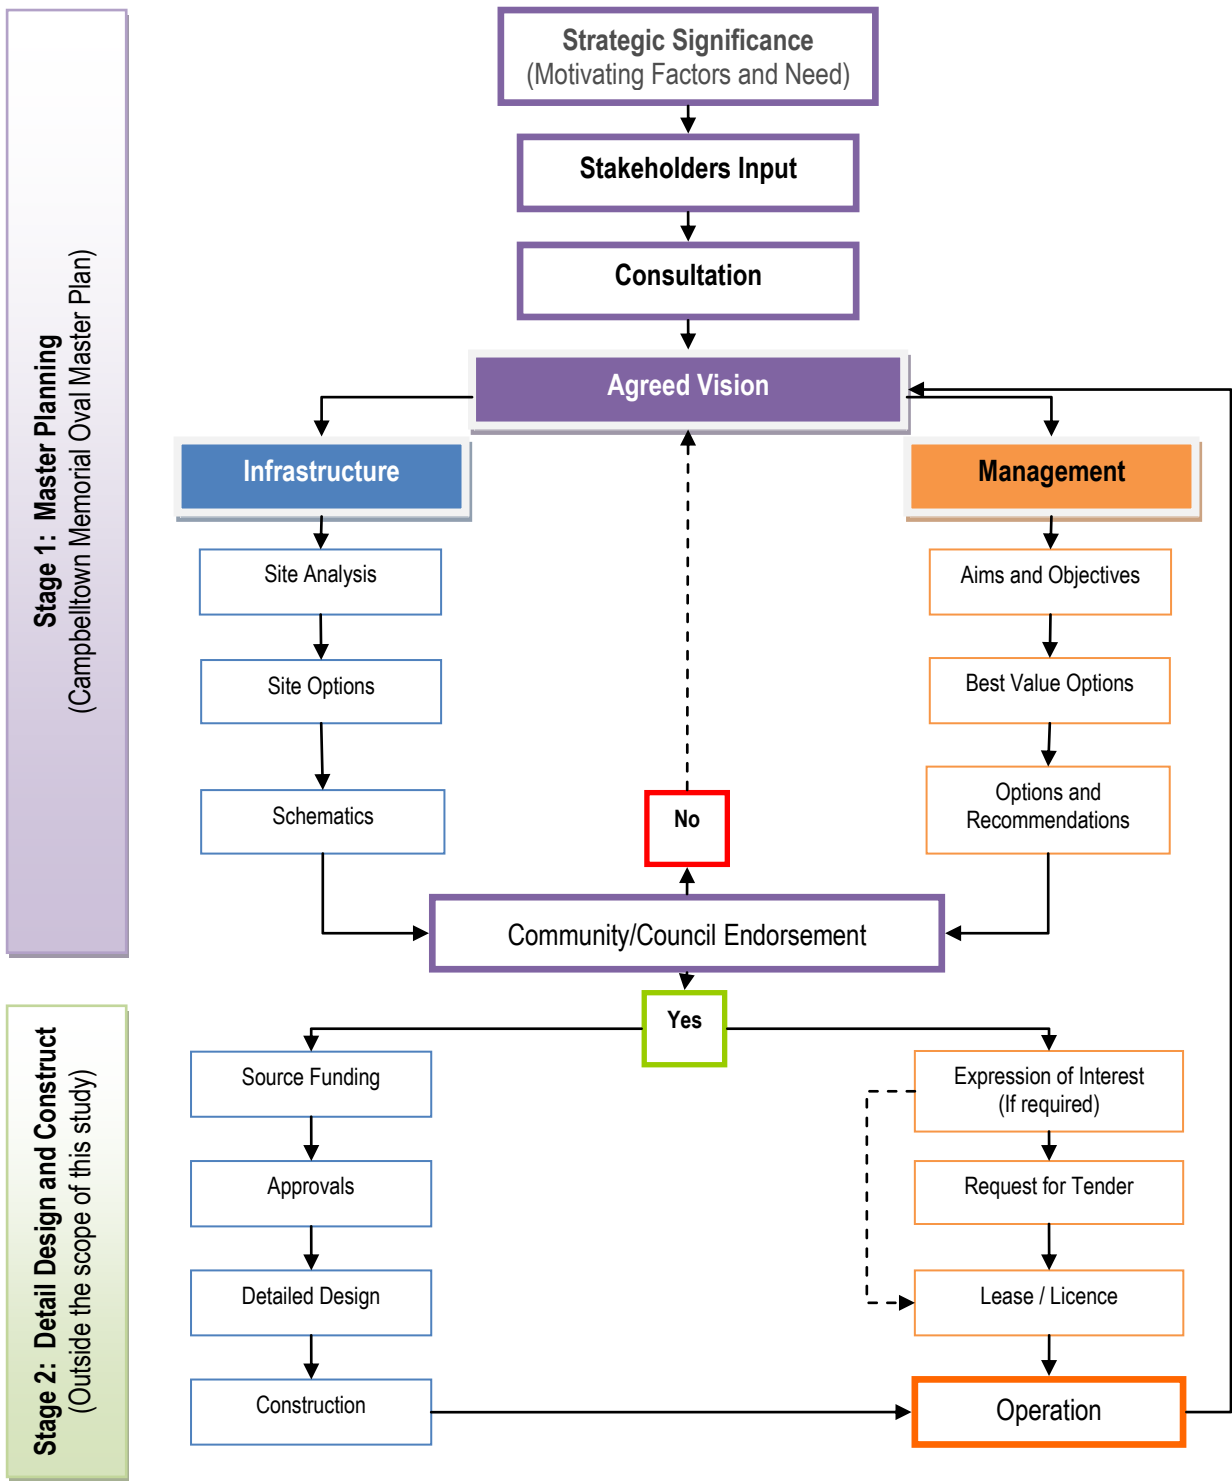 Stage 1:  Master Planning
(Campbelltown Memorial Oval Master Plan)
Strategic Significance
(Motivating Factors and Need)
Stakeholders Input
Consultation
Agreed Vision
Infrastructure
Management
Site Analysis
Aims and Objectives
Site Options
Best Value Options
Schematics
No
Options and
Recommendations
Community/Council Endorsement
Stage 2:  Detail Design and Construct
(Outside the scope of this study)
Yes
Source Funding
Expression of Interest
(If required)
Approvals
Request for Tender
Detailed Design
Lease / Licence
Construction
Operation